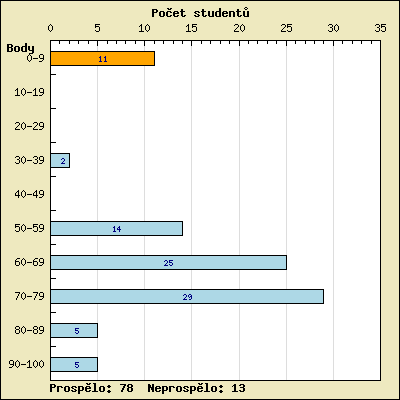 Počet studentů
0 5 10 15 20 25 30 35
Body
0-9 11
10-19
20-29
30-39 2
40-49
50-59 14
60-69 25
70-79 29
80-89 5
90-100 5
Prospělo: 78 Neprospělo: 13